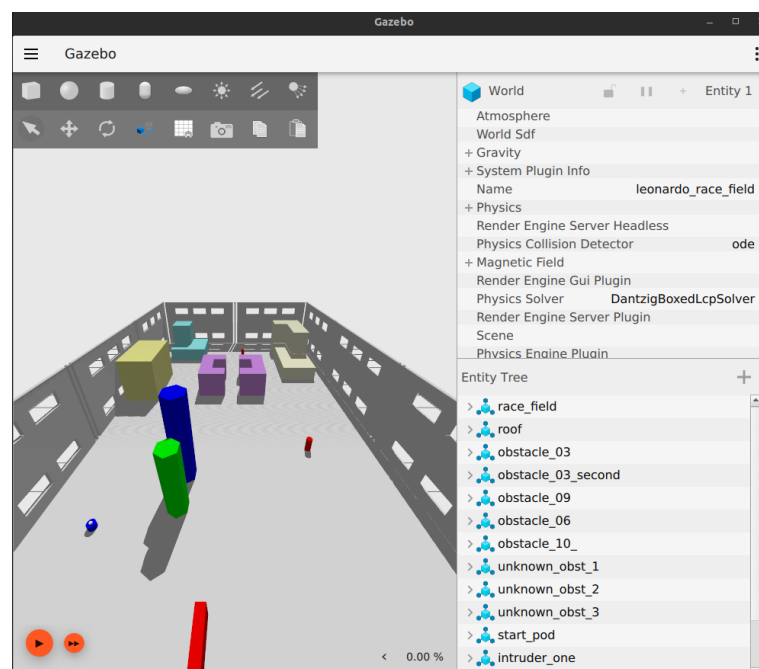 Gazebo
Gazebo
World Entity 1
Atmosphere
World Sdf
+ Gravity
+ System Plugin Info
Name leonardo_race_field
+ Physics
Render Engine Server Headless
Physics Collision Detector ode
+ Magnetic Field
Render Engine Gui Plugin
Physics Solver DantzigBoxedLcpSolver
Render Engine Server Plugin
Scene
Physics Engine Plugin
Entity Tree
race_field
roof
obstacle_03
obstacle_03_second
obstacle_09
obstacle_06
obstacle_10_
unknown_obst_1
unknown_obst_2
unknown_obst_3
start_pod
intruder_one
0.00 %